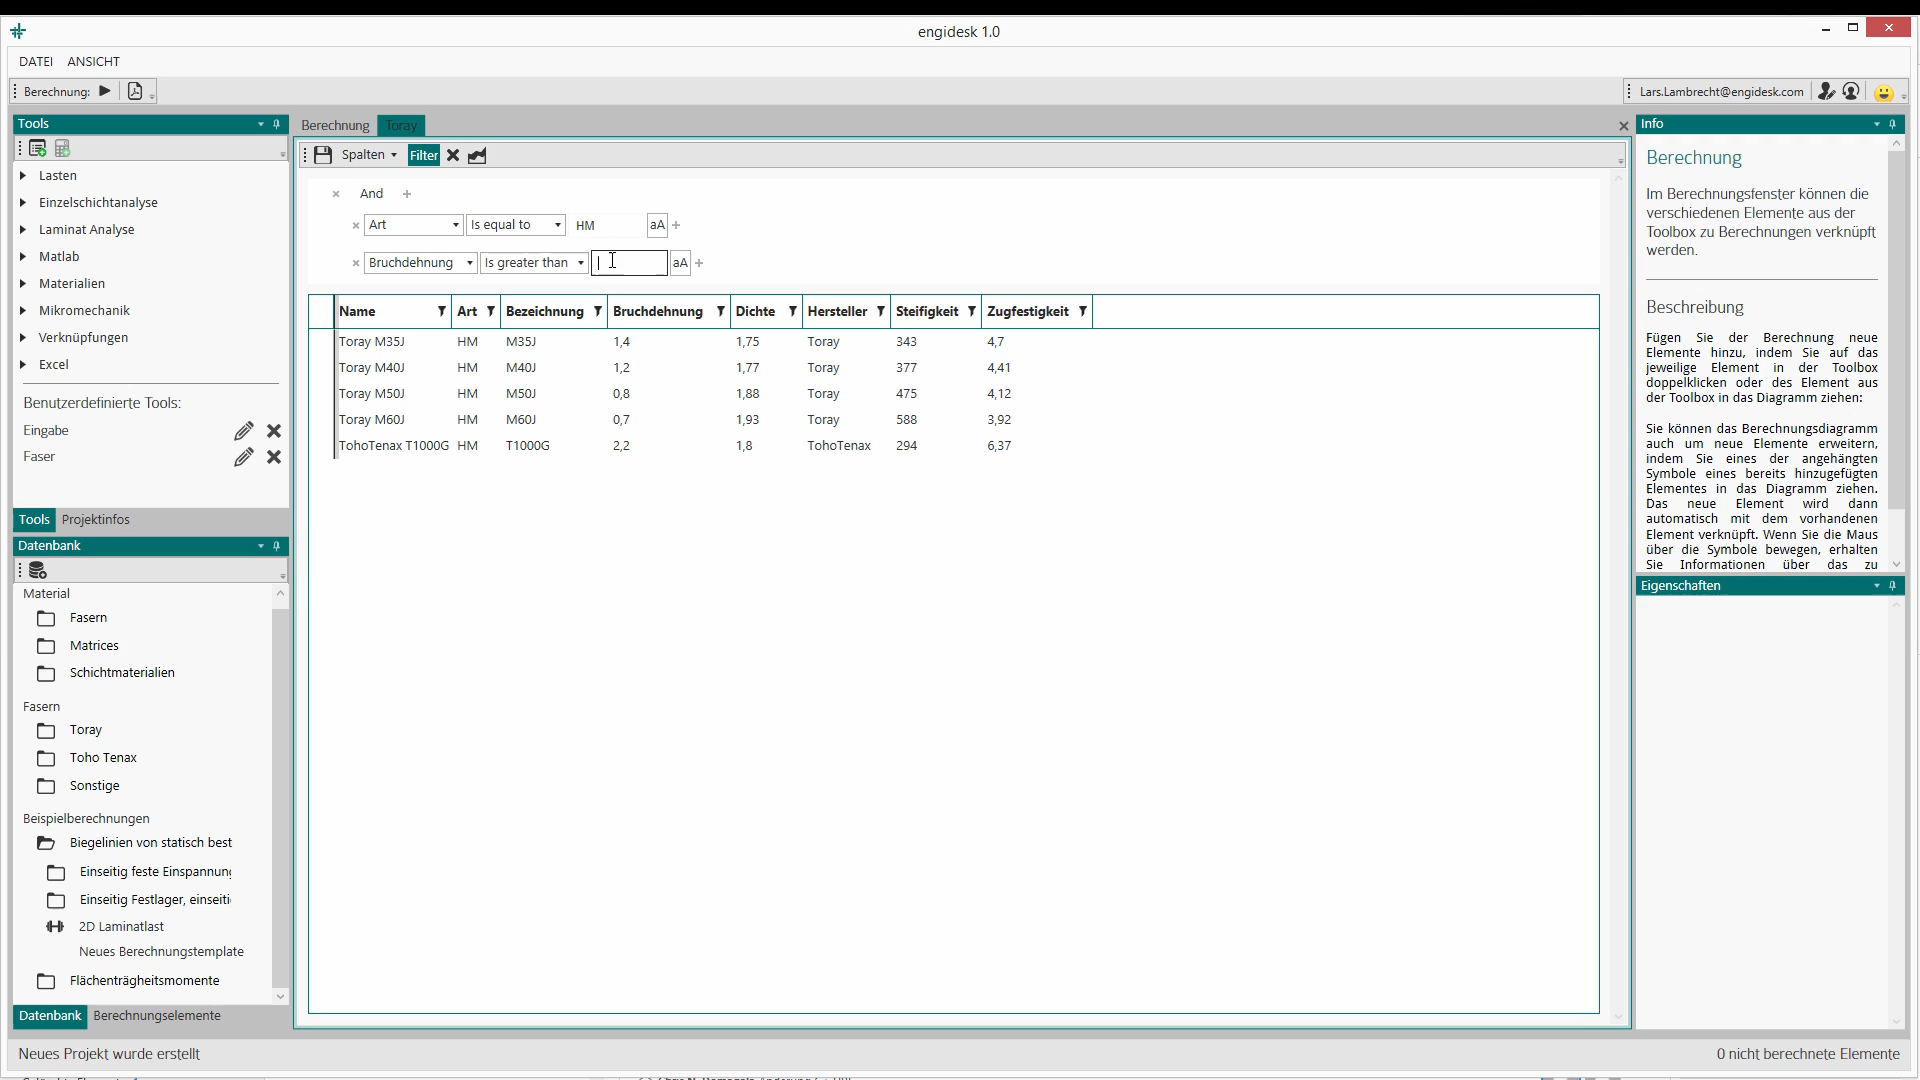 engidesk 1.0
DATEI ANSICHT
Berechnung:
Lars.Lambrecht@engidesk.com
Tools
Lasten
Einzelschichtanalyse
Laminat Analyse
Matlab
Materialien
Mikromechanik
Verknüpfungen
Excel
Benutzerdefinierte Tools:
Eingabe
Faser
Tools Projektinfos
Datenbank
Material
Fasern
Matrices
Schichtmaterialien
Fasern
Toray
Toho Tenax
Sonstige
Beispielberechnungen
Biegelinien von statisch best
Einseitig feste Einspannung
Einseitig Festlager, einseiti
2D Laminatlast
Neues Berechnungstemplate
Flächenträgheitsmomente
Datenbank Berechnungselemente
Berechnung Toray
Spalten Filter
And
Art Is equal to HM aA
Bruchdehnung Is greater than aA
Name Art Bezeichnung Bruchdehnung Dichte Hersteller Steifigkeit Zugfestigkeit
Toray M35J HM M35J 1,4 1,75 Toray 343 4,7
Toray M40J HM M40J 1,2 1,77 Toray 377 4,41
Toray M50J HM M50J 0,8 1,88 Toray 475 4,12
Toray M60J HM M60J 0,7 1,93 Toray 588 3,92
TohoTenax T1000G HM T1000G 2,2 1,8 TohoTenax 294 6,37
Info
Berechnung
Im Berechnungsfenster können die
verschiedenen Elemente aus der
Toolbox zu Berechnungen verknüpft
werden.
Beschreibung
Fügen Sie der Berechnung neue
Elemente hinzu, indem Sie auf das
jeweilige Element in der Toolbox
doppelklicken oder des Element aus
der Toolbox in das Diagramm ziehen:
Sie können das Berechnungsdiagramm
auch um neue Elemente erweitern,
indem Sie eines der angehängten
Symbole eines bereits hinzugefügten
Elementes in das Diagramm ziehen.
Das neue Element wird dann
automatisch mit dem vorhandenen
Element verknüpft. Wenn Sie die Maus
über die Symbole bewegen, erhalten
Sie Informationen über das zu
Eigenschaften
Neues Projekt wurde erstellt
0 nicht berechnete Elemente